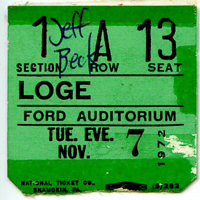 1 A 13
Jeff
Beck
SECTION ROW SEAT
LOGE
FORD AUDITORIUM
TUE. EVE.
NOV. 7 1972
NATIONAL TICKET CO.,
SHAMOKIN, PA.